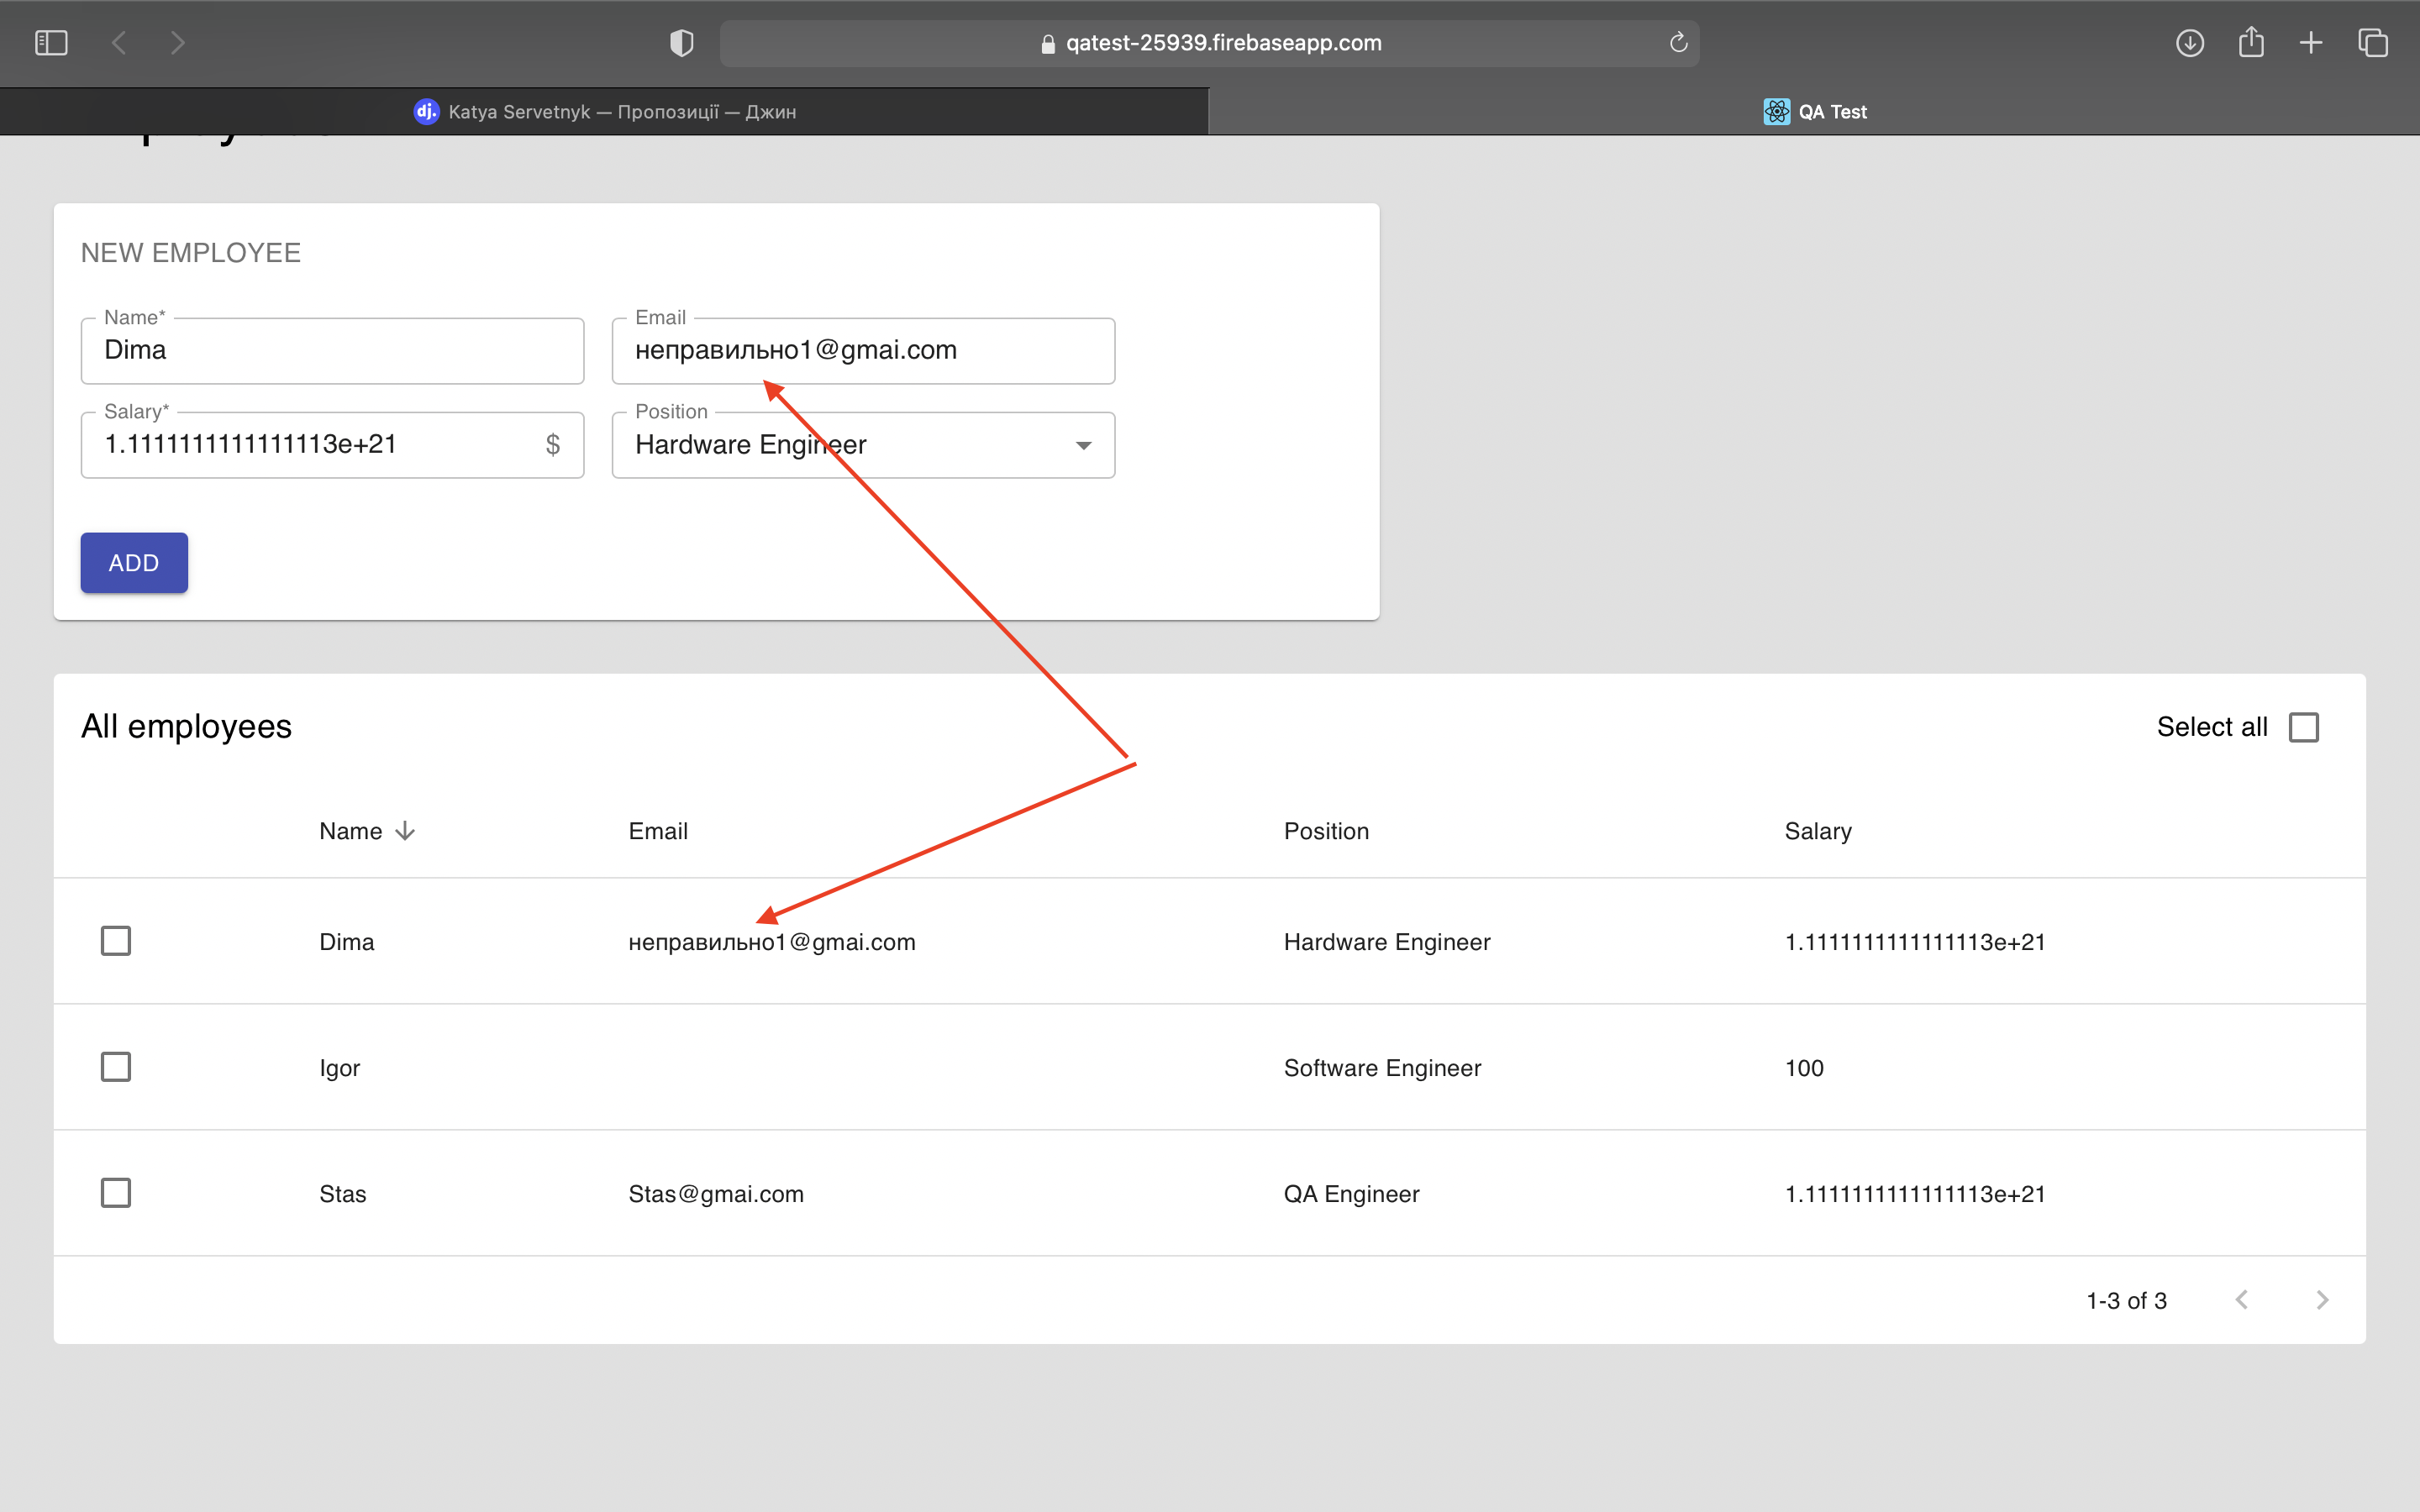 qatest-25939.firebaseapp.com
dj. Katya Servetnyk — Пропозиції — Джин
QA Test
NEW EMPLOYEE
Name*
Dima
Email
неправильно1@gmai.com
Salary*
1.1111111111111113e+21 $
Position
Hardware Engineer
ADD
All employees
Select all
Name Email Position Salary
Dima неправильно1@gmai.com Hardware Engineer 1.1111111111111113e+21
Igor Software Engineer 100
Stas Stas@gmai.com QA Engineer 1.1111111111111113e+21
1-3 of 3